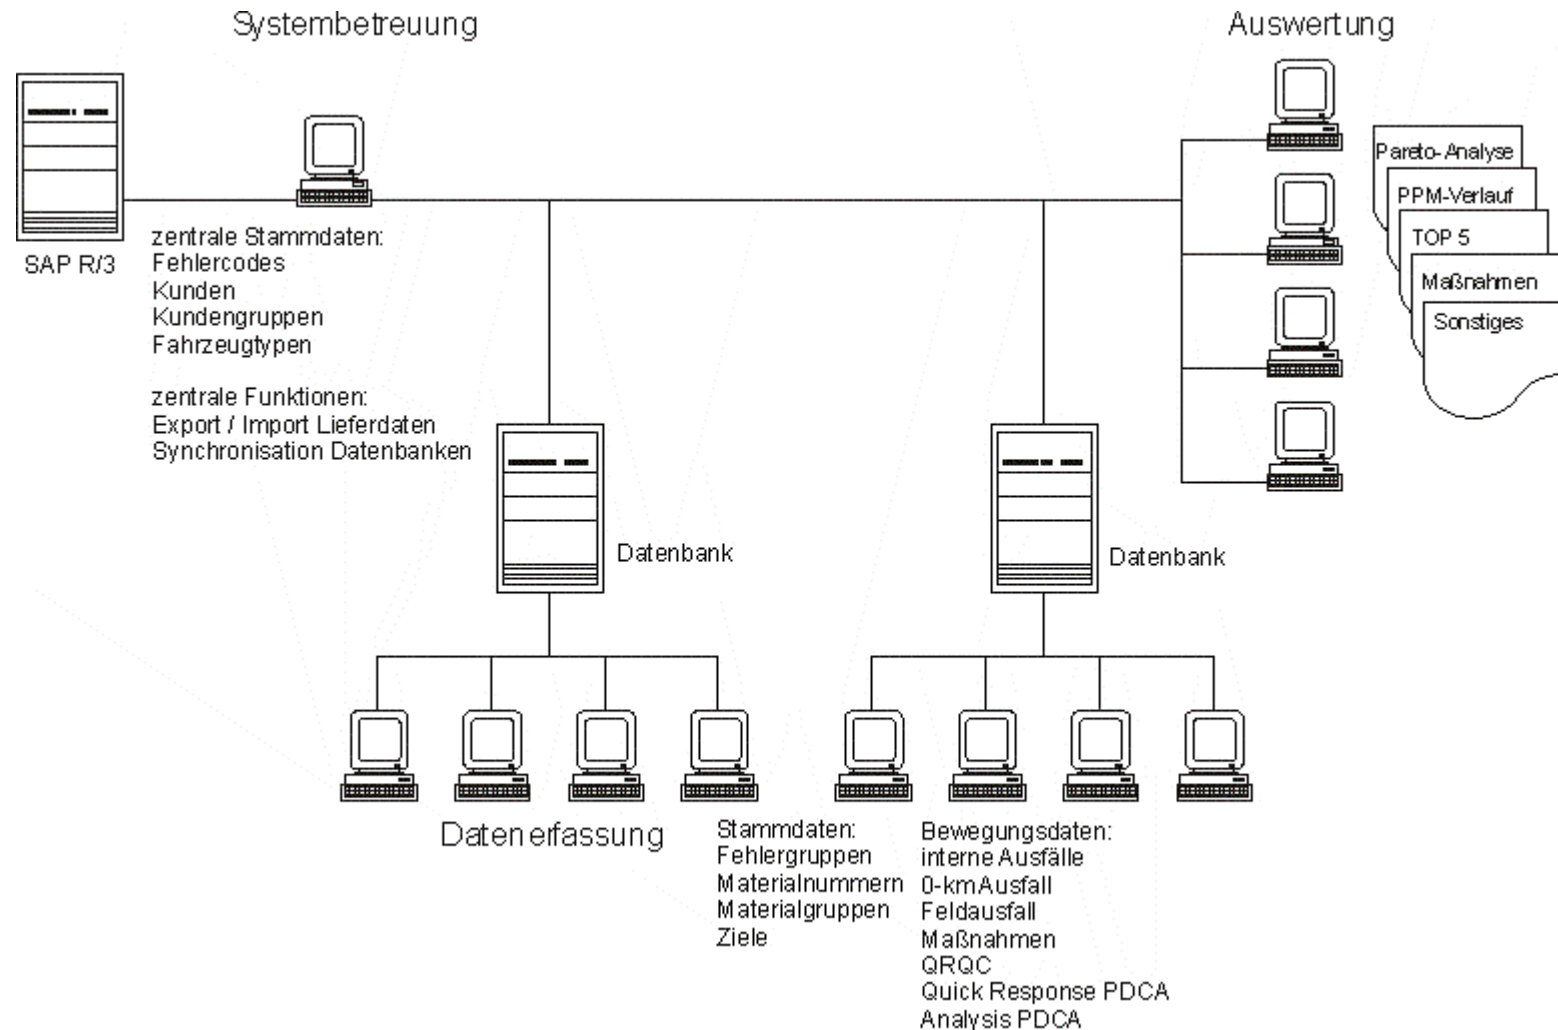 Systembetreuung
Auswertung
SAP R/3
zentrale Stammdaten:
Fehlercodes
Kunden
Kundengruppen
Fahrzeugtypen
zentrale Funktionen:
Export / Import Lieferdaten
Synchronisation Datenbanken
Pareto-Analyse
PPM-Verlauf
TOP 5
Maßnahmen
Sonstiges
Datenbank
Datenbank
Datenerfassung
Stammdaten:
Fehlergruppen
Materialnummern
Materialgruppen
Ziele
Bewegungsdaten:
interne Ausfälle
0-km Ausfall
Feldausfall
Maßnahmen
QRQC
Quick Response PDCA
Analysis PDCA